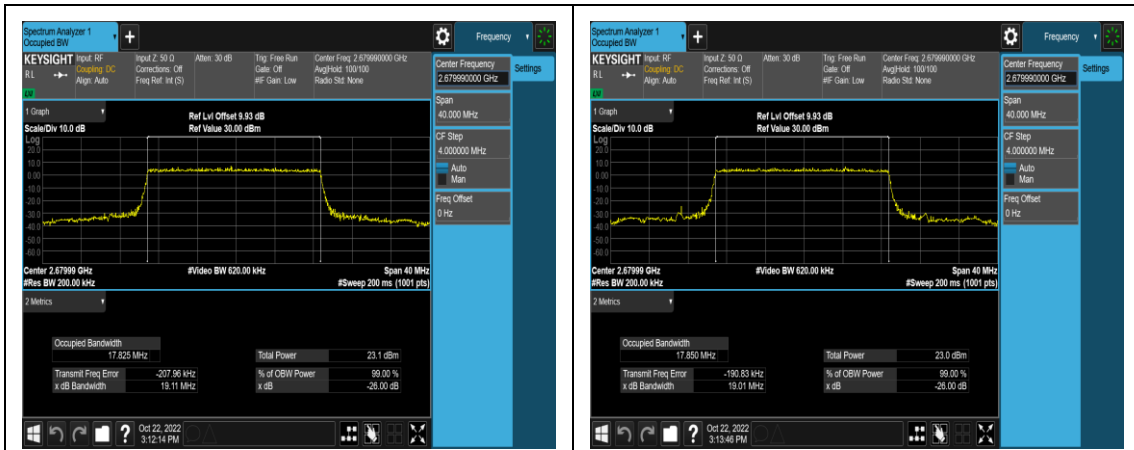 Spectrum Analyzer 1
Occupied BW
+
Frequency
KEYSIGHT Input: RF Input Z: 50 Ω Atten: 30 dB Trig: Free Run Center Freq: 2.679990000 GHz
RL Coupling: DC Corrections: Off Gate: Off Avg|Hold: 100/100
Align: Auto Freq Ref: Int (S) #IF Gain: Low Radio Std: None
Center Frequency
2.679990000 GHz
Settings
Span
40.000 MHz
CF Step
4.000000 MHz
Auto
Man
Freq Offset
0 Hz
1 Graph
Ref Lvl Offset 9.93 dB
Scale/Div 10.0 dB Ref Value 30.00 dBm
Log
20.0
10.0
0.00
-10.0
-20.0
-30.0
-40.0
-50.0
-60.0
Center 2.67999 GHz #Video BW 620.00 kHz Span 40 MHz
#Res BW 200.00 kHz #Sweep 200 ms (1001 pts)
2 Metrics
Occupied Bandwidth
17.825 MHz Total Power 23.1 dBm
Transmit Freq Error -207.96 kHz % of OBW Power 99.00 %
x dB Bandwidth 19.11 MHz x dB -26.00 dB
? Oct 22, 2022
3:12:14 PM
Spectrum Analyzer 1
Occupied BW
+
Frequency
KEYSIGHT Input: RF Input Z: 50 Ω Atten: 30 dB Trig: Free Run Center Freq: 2.679990000 GHz
RL Coupling: DC Corrections: Off Gate: Off Avg|Hold: 100/100
Align: Auto Freq Ref: Int (S) #IF Gain: Low Radio Std: None
Center Frequency
2.679990000 GHz
Settings
Span
40.000 MHz
CF Step
4.000000 MHz
Auto
Man
Freq Offset
0 Hz
1 Graph
Ref Lvl Offset 9.93 dB
Scale/Div 10.0 dB Ref Value 30.00 dBm
Log
20.0
10.0
0.00
-10.0
-20.0
-30.0
-40.0
-50.0
-60.0
Center 2.67999 GHz #Video BW 620.00 kHz Span 40 MHz
#Res BW 200.00 kHz #Sweep 200 ms (1001 pts)
2 Metrics
Occupied Bandwidth
17.850 MHz Total Power 23.0 dBm
Transmit Freq Error -190.83 kHz % of OBW Power 99.00 %
x dB Bandwidth 19.01 MHz x dB -26.00 dB
? Oct 22, 2022
3:13:46 PM